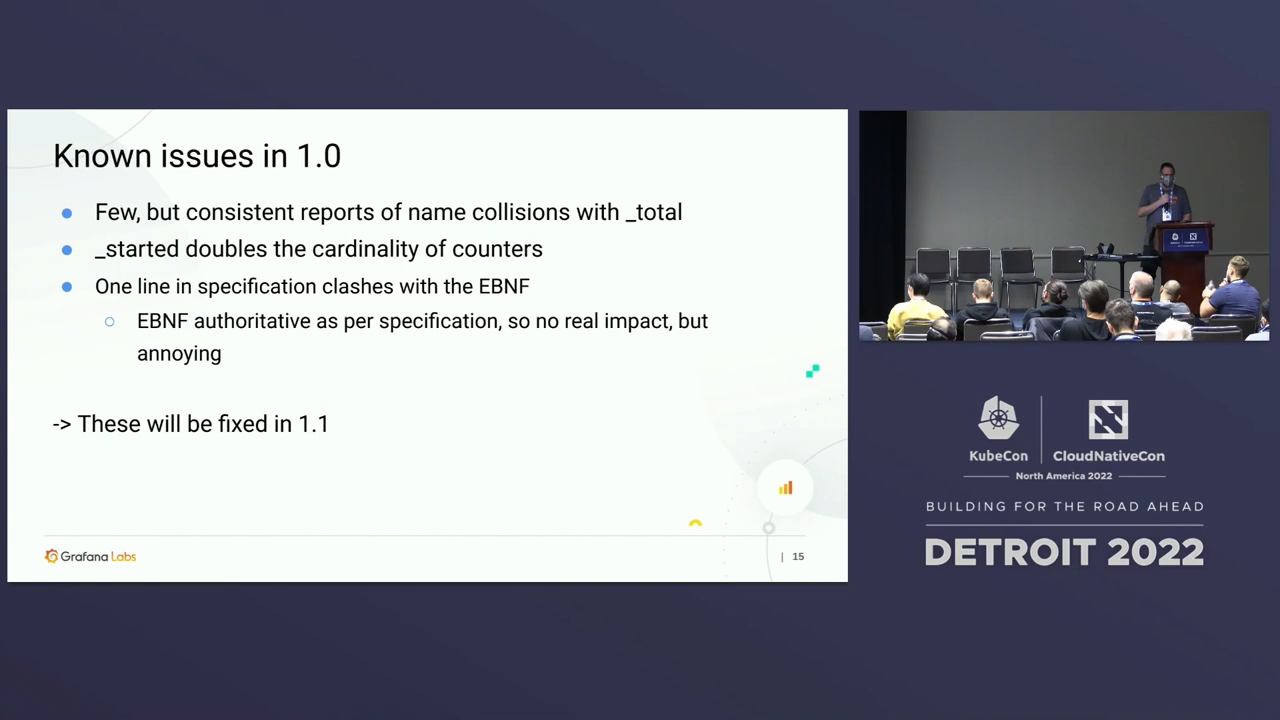 Known issues in 1.0
● Few, but consistent reports of name collisions with _total
● _started doubles the cardinality of counters
● One line in specification clashes with the EBNF
○ EBNF authoritative as per specification, so no real impact, but
annoying
-> These will be fixed in 1.1
Grafana Labs
| 15
KubeCon | CloudNativeCon
North America 2022
BUILDING FOR THE ROAD AHEAD
DETROIT 2022